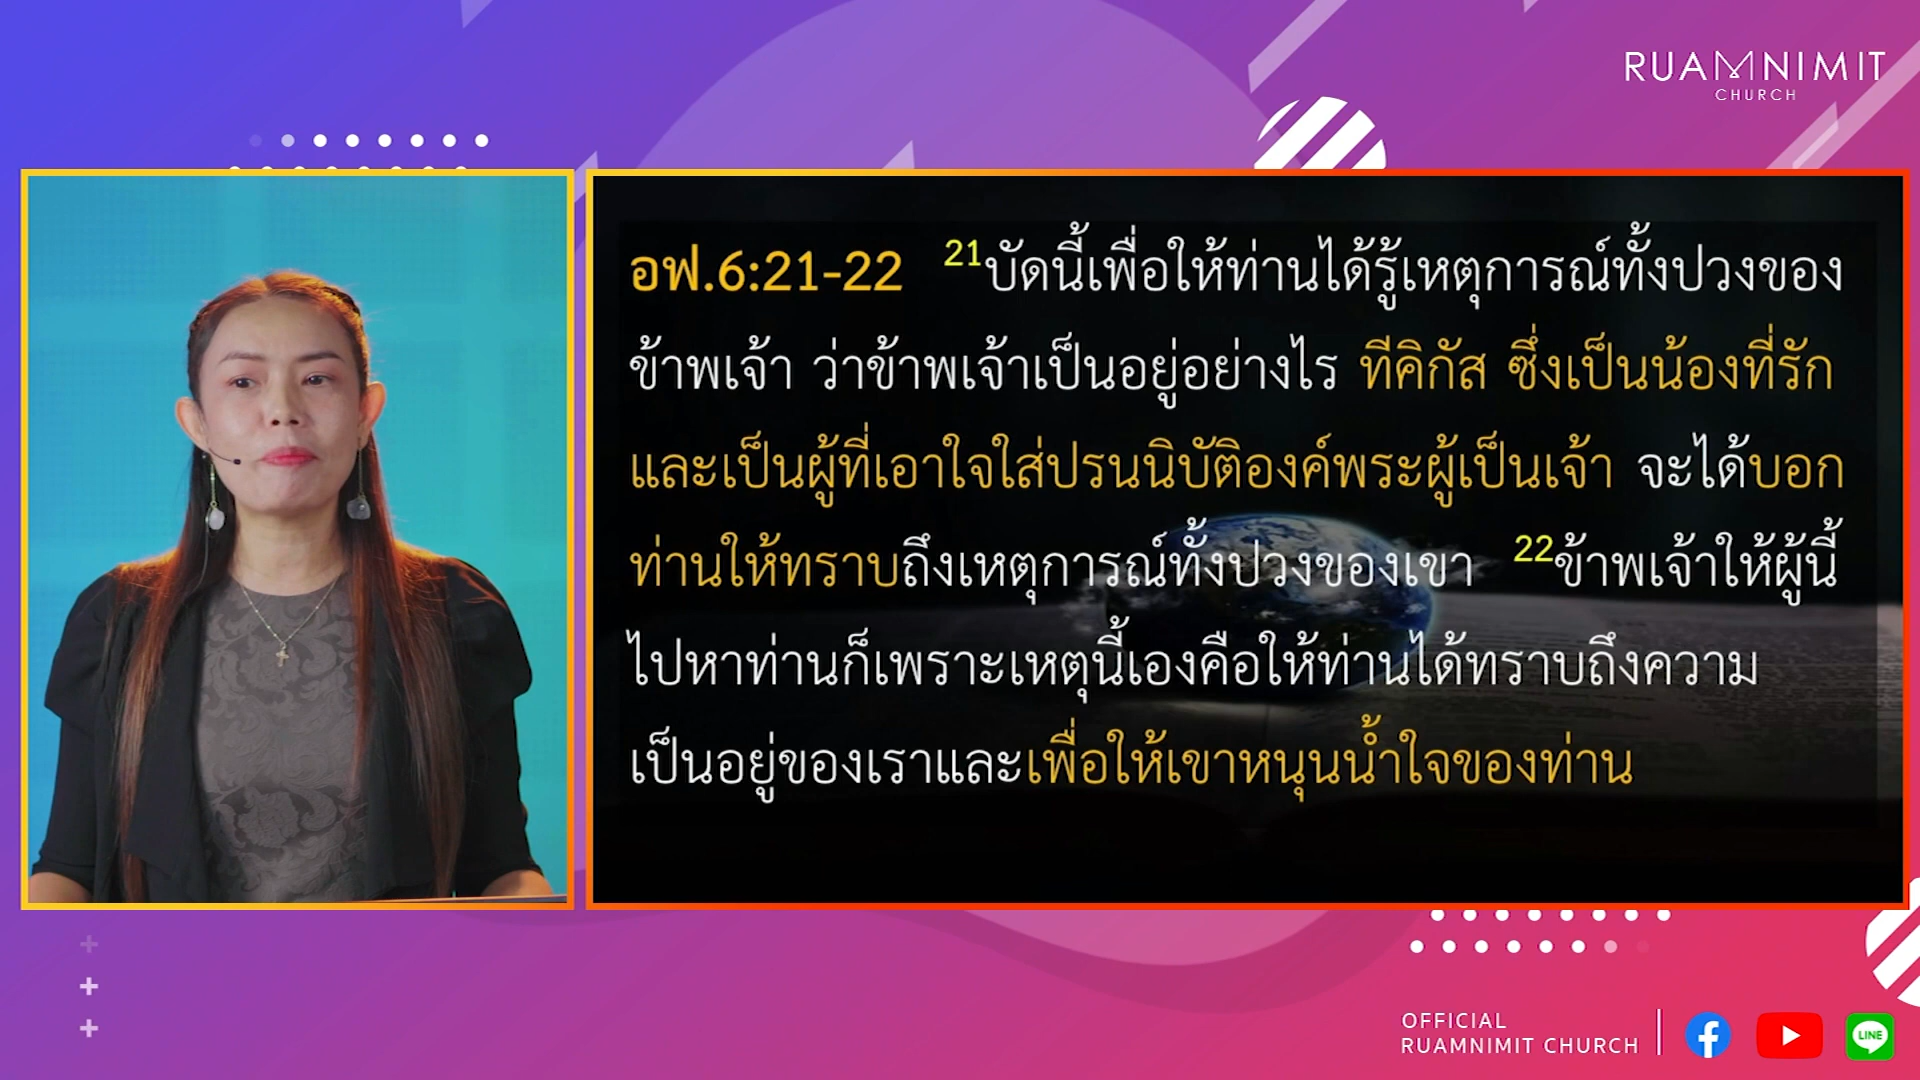 RUAMNIMIT
CHURCH
อฟ.6:21-22 21บัดนี้เพื่อให้ท่านได้รู้เหตุการณ์ทั้งปวงของ
ข้าพเจ้า ว่าข้าพเจ้าเป็นอยู่อย่างไร ทีคิกัส ซึ่งเป็นน้องที่รัก
และเป็นผู้ที่เอาใจใส่ปรนนิบัติองค์พระผู้เป็นเจ้า จะได้บอก
ท่านให้ทราบถึงเหตุการณ์ทั้งปวงของเขา 22ข้าพเจ้าให้ผู้นี้
ไปหาท่านก็เพราะเหตุนี้เองคือให้ท่านได้ทราบถึงความ
เป็นอยู่ของเราและเพื่อให้เขาหนุนน้ำใจของท่าน
OFFICIAL
RUAMNIMIT CHURCH
LINE